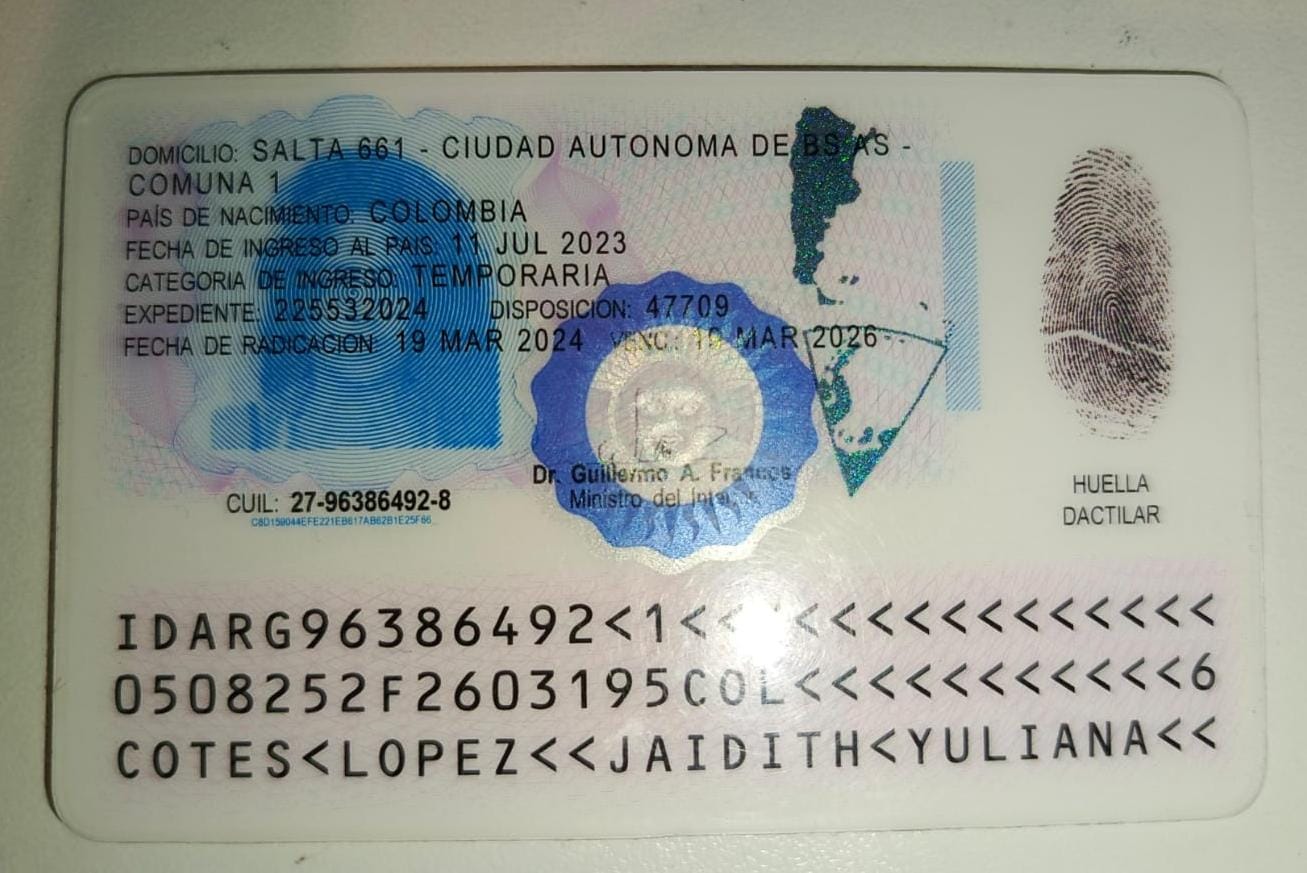 DOMICILIO: SALTA 661 - CIUDAD AUTONOMA DE BS AS -
COMUNA 1
PAÍS DE NACIMIENTO: COLOMBIA
FECHA DE INGRESO AL PAIS: 11 JUL 2023
CATEGORIA DE INGRESO: TEMPORARIA
EXPEDIENTE: 225532024 DISPOSICION: 47709
FECHA DE RADICACIÓN: 19 MAR 2024 VENC.: 19 MAR 2026
Dr. Guillermo A. Francos
Ministro del Interior
CUIL: 27-96386492-8
HUELLA
DACTILAR
IDARG96386492<1<<<<<<<<<<<<<<<
0508252F2603195COL<<<<<<<<<<<6
COTES<LOPEZ<<JAIDITH<YULIANA<<